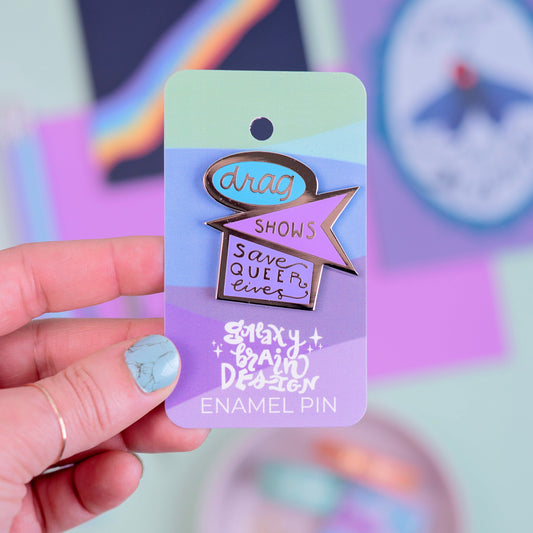 drag
SHOWS
save
QUEER
lives
GALAXY
bRAiN
DESIGN
ENAMEL PIN